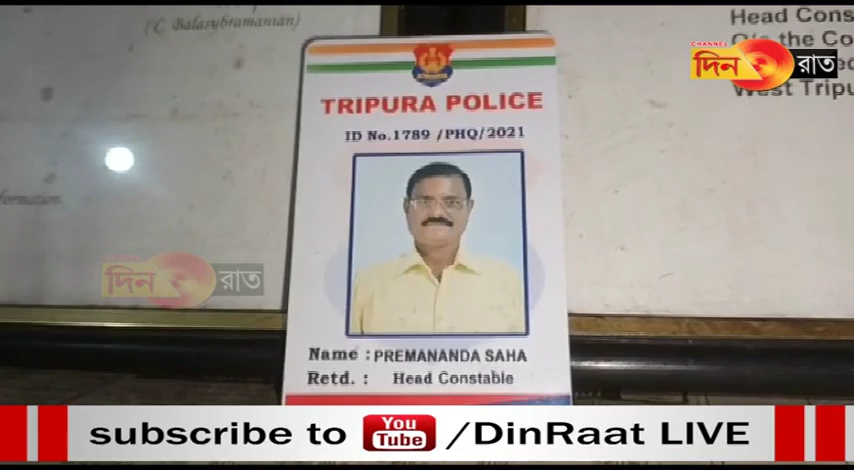 (C Balasubramanian)
Head Cons
O/o the Co
West Tripu
CHANNEL
দিন রাত
TRIPURA POLICE
ID No.1789 /PHQ/2021
formation.
দিন রাত
Name : PREMANANDA SAHA
Retd. : Head Constable
subscribe to You Tube /DinRaat LIVE